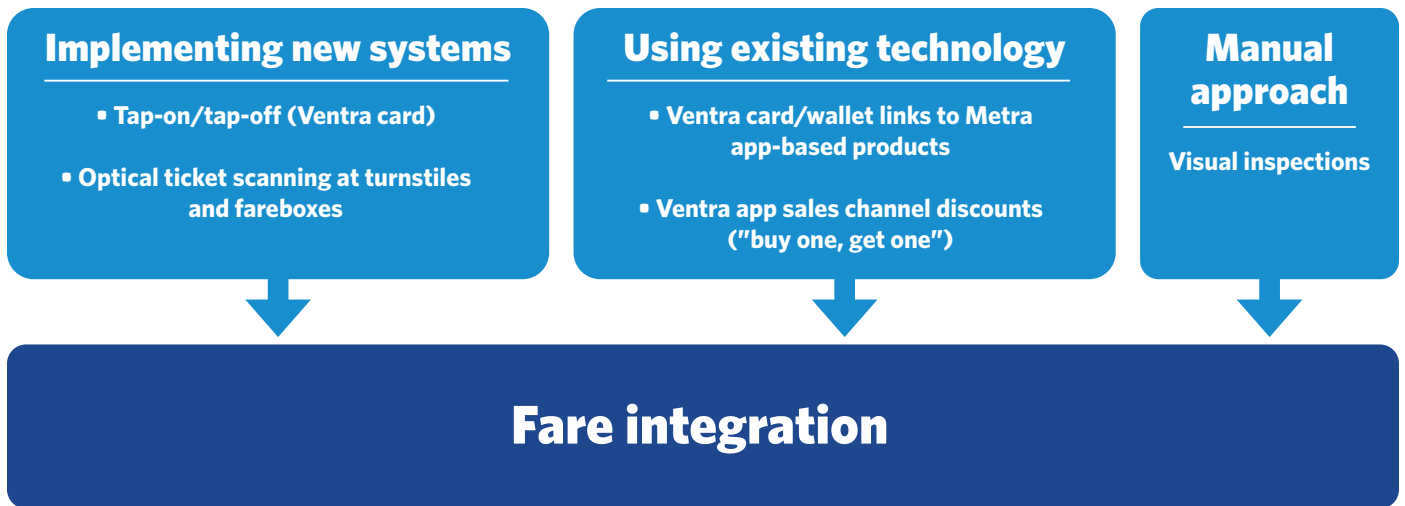 Implementing new systems
▪ Tap-on/tap-off (Ventra card)
▪ Optical ticket scanning at turnstiles
and fareboxes
Using existing technology
▪ Ventra card/wallet links to Metra
app-based products
▪ Ventra app sales channel discounts
("buy one, get one")
Manual
approach
Visual inspections
Fare integration